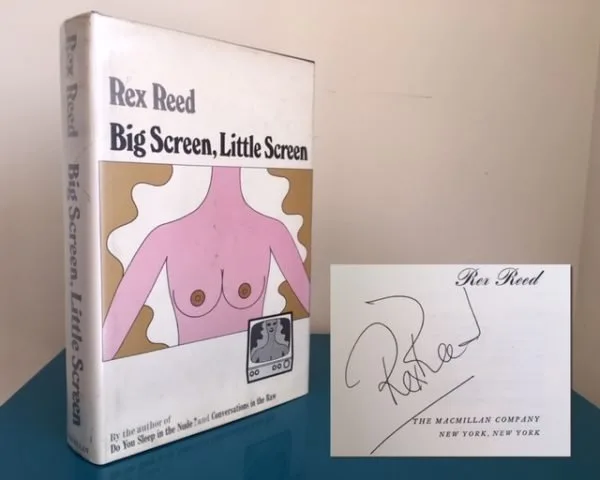 Rex Reed
Big Screen, Little Screen
By the author of
Do You Sleep in the Nude? and Conversations in the Raw
Rex Reed Big Screen, Little Screen
Rex Reed
Rex Reed
THE MACMILLAN COMPANY
NEW YORK, NEW YORK